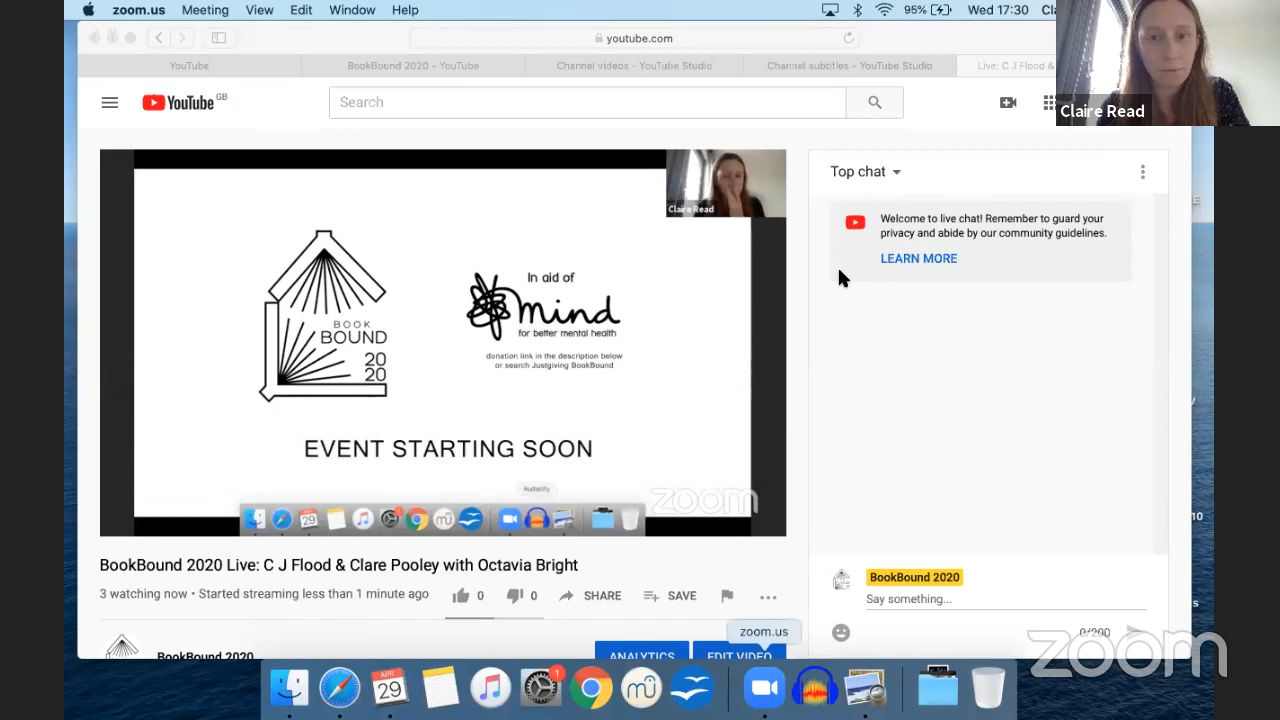 zoom.us Meeting View Edit Window Help
95% Wed 17:30 Cl
youtube.com
YouTube
BookBound 2020 - YouTube
Channel videos - YouTube Studio
Channel subtitles - YouTube Studio
Live: C J Flood &
Claire Read
YouTube GB
Search
Claire Read
BOOK
BOUND
20
20
In aid of
mind
for better mental health
donation link in the description below
or search Justgiving BookBound
EVENT STARTING SOON
Audacity
29
zoom
Top chat
Welcome to live chat! Remember to guard your
privacy and abide by our community guidelines.
LEARN MORE
BookBound 2020 Live: C J Flood & Clare Pooley with Octavia Bright
3 watching now • Started streaming less than 1 minute ago
0
0
SHARE
SAVE
BookBound 2020
Say something...
0/200
zoom.us
BookBound 2020
ANALYTICS
EDIT VIDEO
10
s
APR
29
1
zoom